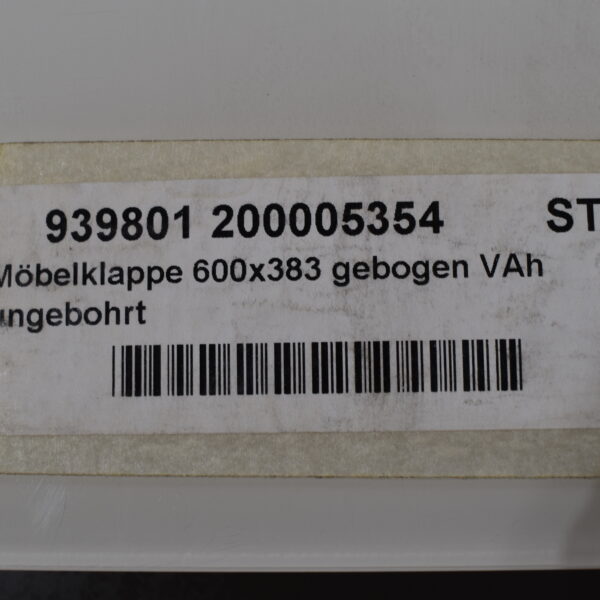 939801 200005354 ST
Möbelklappe 600x383 gebogen VAh
ungebohrt